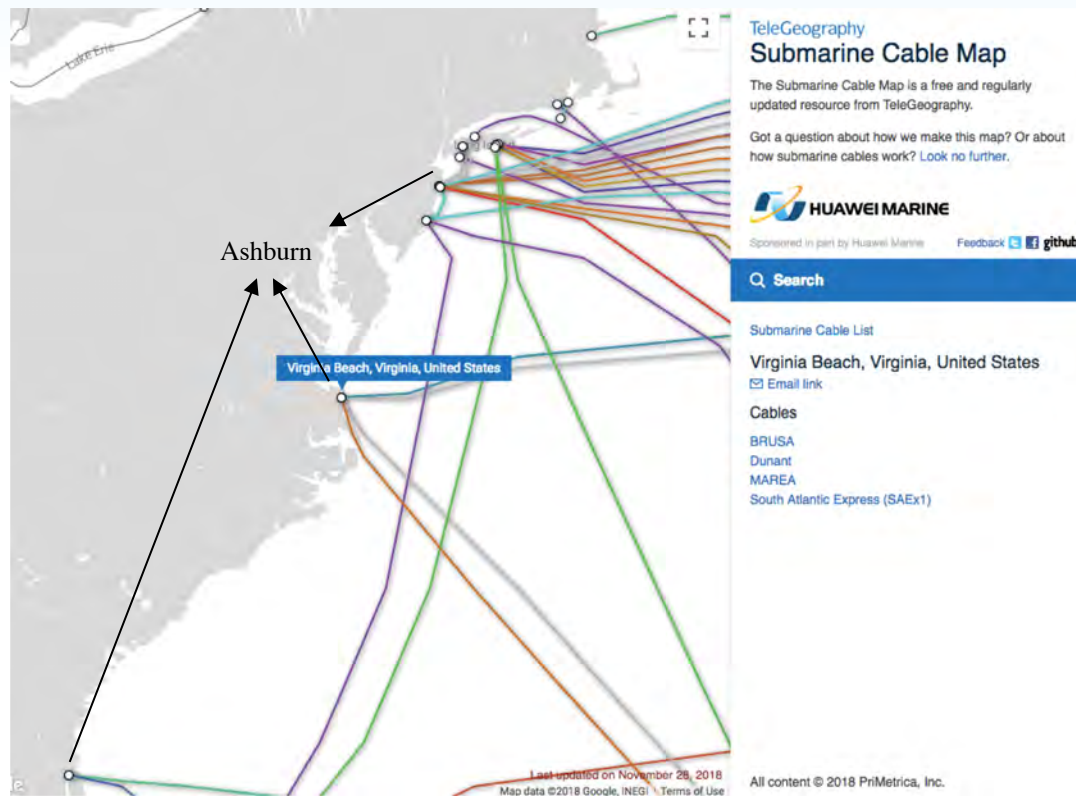 Lake Erie
Ashburn
Virginia Beach, Virginia, United States
Last updated on November 28, 2018
Map data ©2018 Google, INEGI Terms of Use
TeleGeography
Submarine Cable Map
The Submarine Cable Map is a free and regularly
updated resource from TeleGeography.
Got a question about how we make this map? Or about
how submarine cables work? Look no further.
HUAWEI MARINE
Sponsored in part by Huawei Marine Feedback github
Search
Submarine Cable List
Virginia Beach, Virginia, United States
Email link
Cables
BRUSA
Dunant
MAREA
South Atlantic Express (SAEx1)
All content © 2018 PriMetrica, Inc.